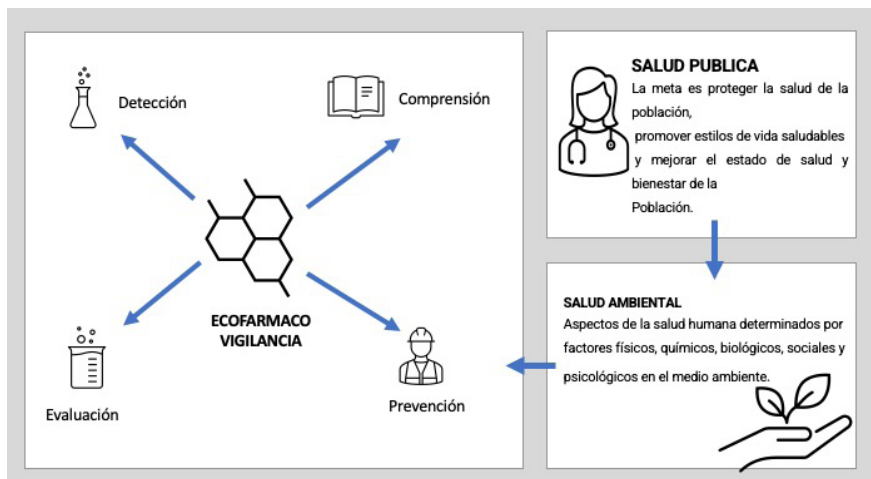 Detección
Comprensión
ECOFARMACO
VIGILANCIA
Evaluación
Prevención
SALUD PUBLICA
La meta es proteger la salud de la
población,
promover estilos de vida saludables
y mejorar el estado de salud y
bienestar de la
Población.
SALUD AMBIENTAL
Aspectos de la salud humana determinados por
factores físicos, químicos, biológicos, sociales y
psicológicos en el medio ambiente.